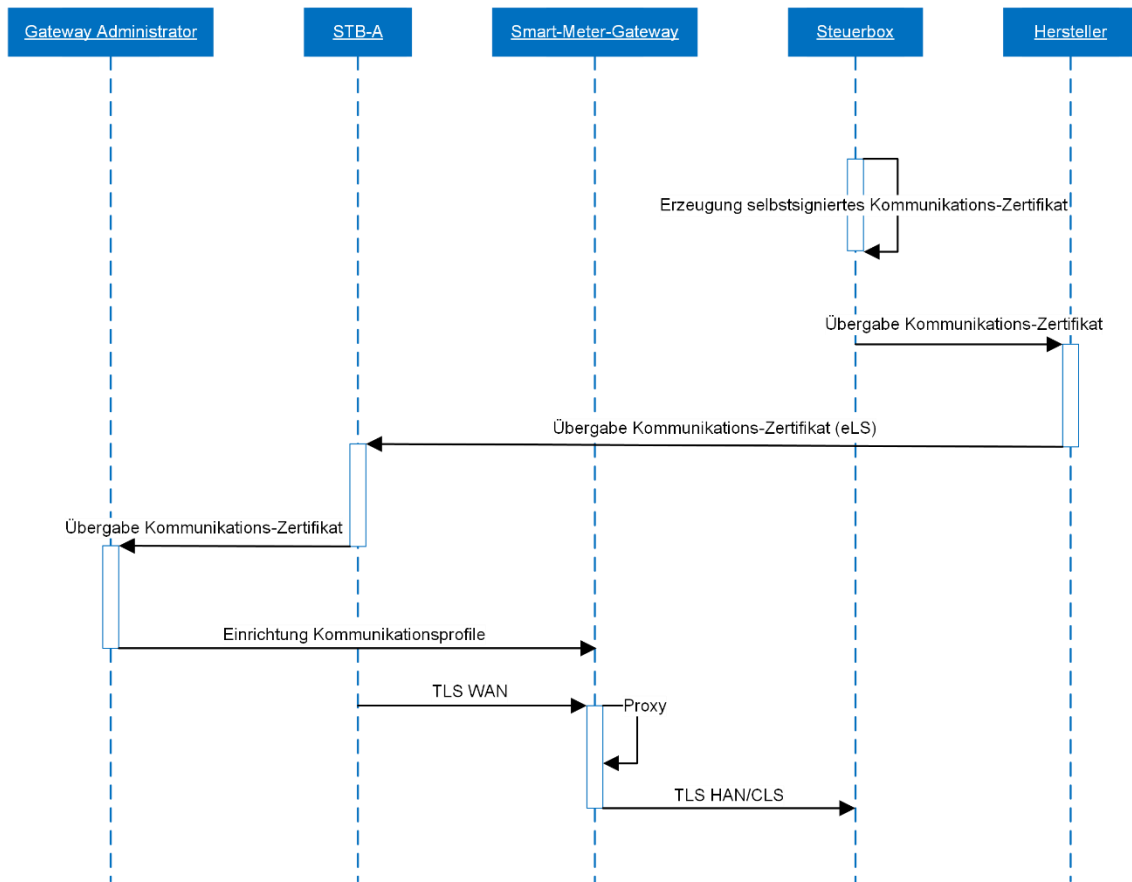 Gateway Administrator
STB-A
Smart-Meter-Gateway
Steuerbox
Hersteller
Erzeugung selbstsigniertes Kommunikations-Zertifikat
Übergabe Kommunikations-Zertifikat
Übergabe Kommunikations-Zertifikat (eLS)
Übergabe Kommunikations-Zertifikat
Einrichtung Kommunikationsprofile
TLS WAN
Proxy
TLS HAN/CLS